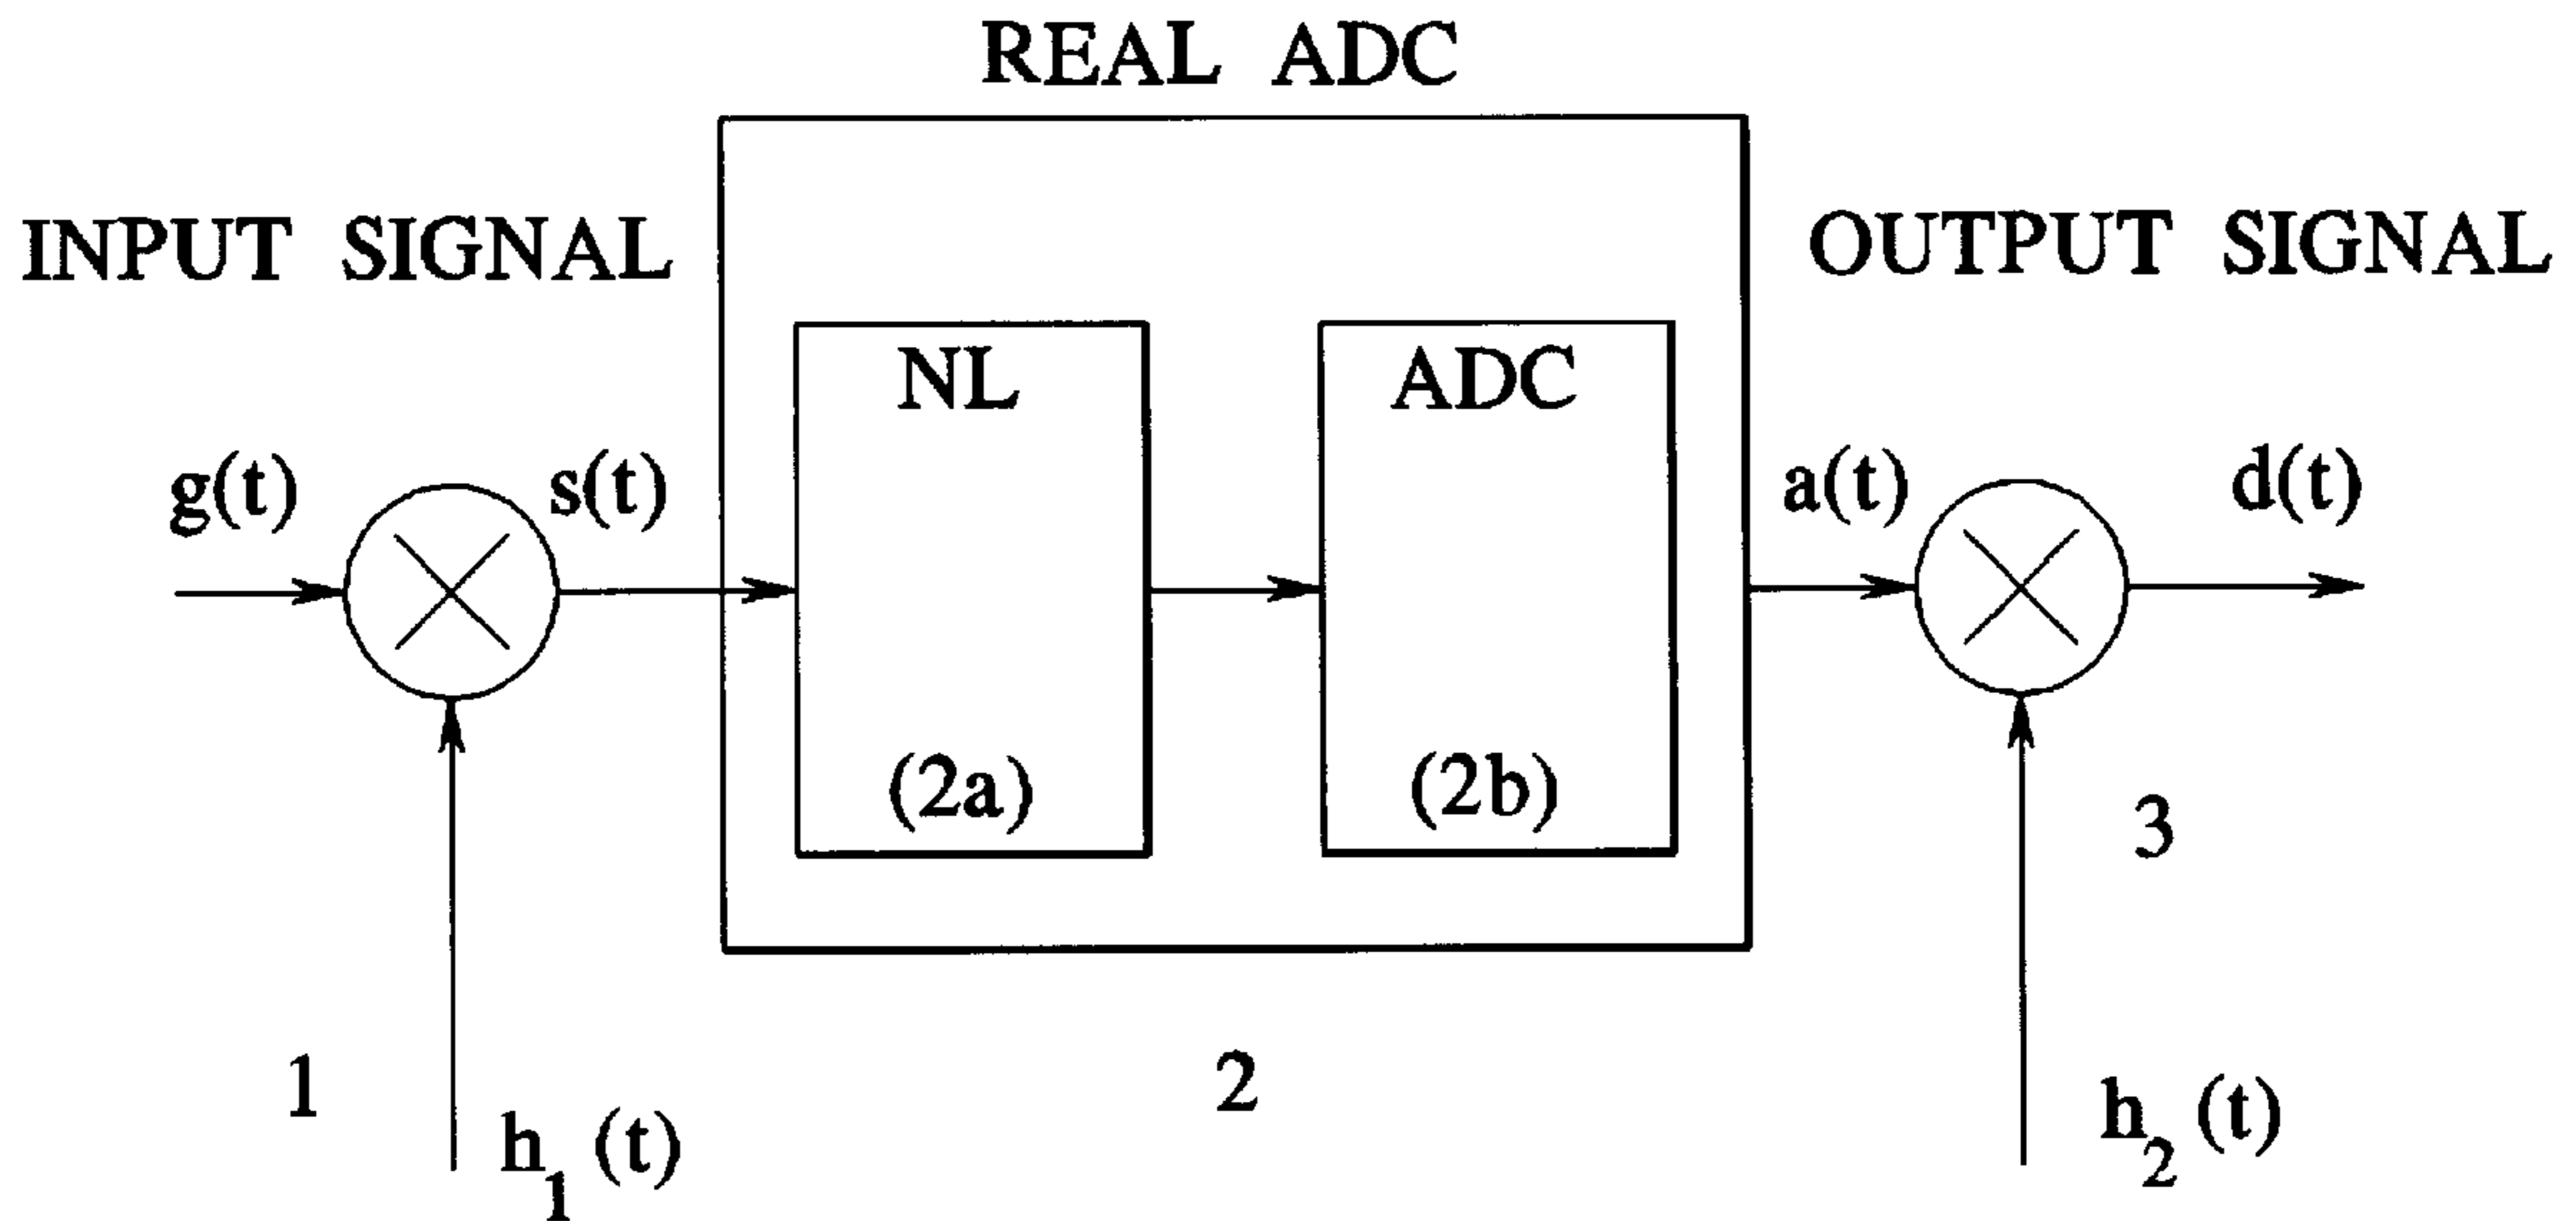 REAL ADC
INPUT SIGNAL
OUTPUT SIGNAL
NL
ADC
g(t)
s(t)
a(t)
d(t)
(2a)
(2b)
3
1
2
h1 (t)
h2 (t)